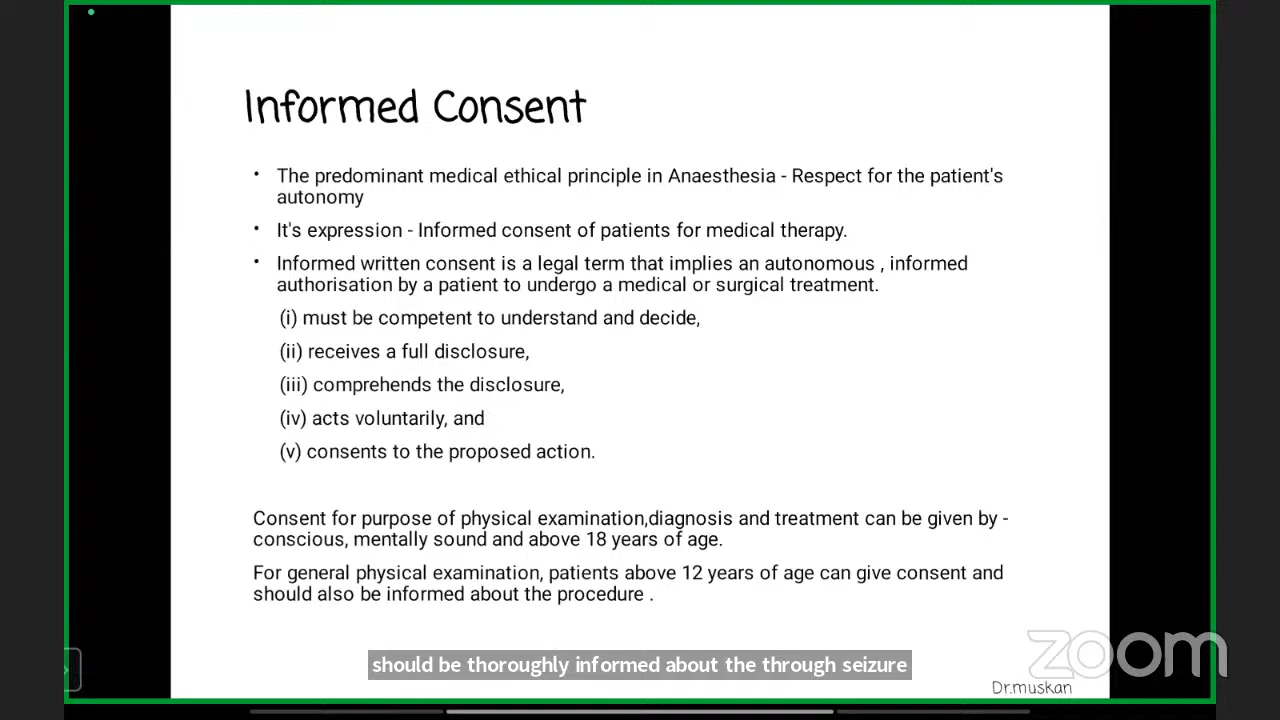 Informed Consent
• The predominant medical ethical principle in Anaesthesia - Respect for the patient's
autonomy
• It's expression - Informed consent of patients for medical therapy.
• Informed written consent is a legal term that implies an autonomous , informed
authorisation by a patient to undergo a medical or surgical treatment.
(i) must be competent to understand and decide,
(ii) receives a full disclosure,
(iii) comprehends the disclosure,
(iv) acts voluntarily, and
(v) consents to the proposed action.
Consent for purpose of physical examination,diagnosis and treatment can be given by -
conscious, mentally sound and above 18 years of age.
For general physical examination, patients above 12 years of age can give consent and
should also be informed about the procedure .
should be thoroughly informed about the through seizure
zoom
Dr.muskan